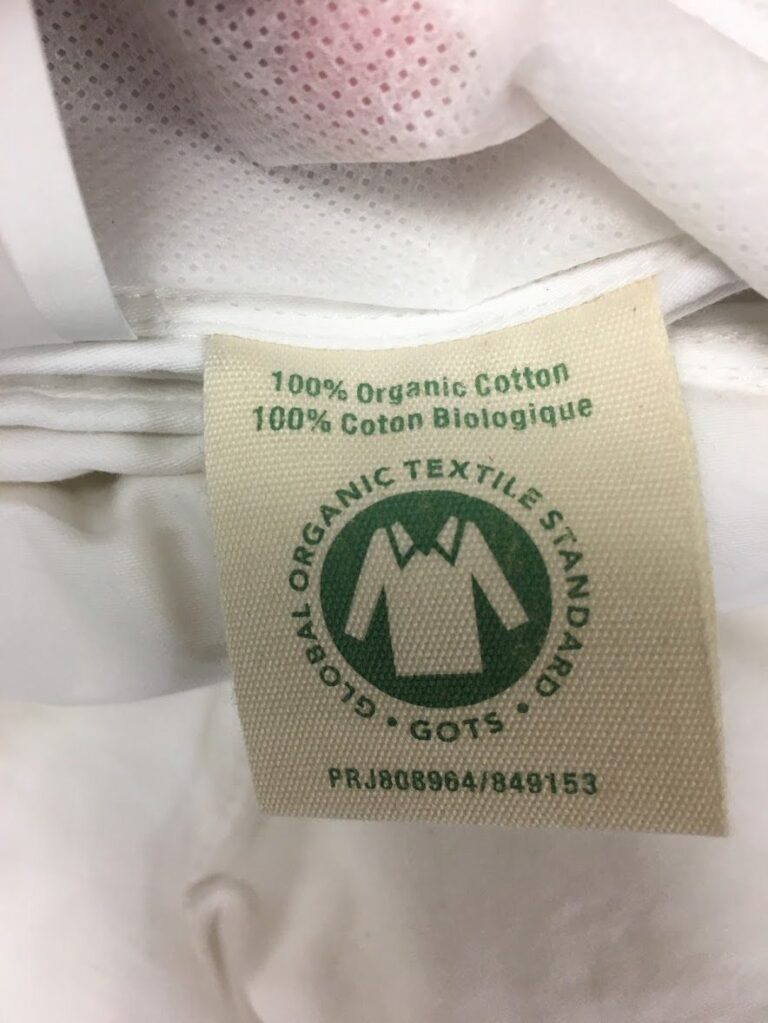 100% Organic Cotton
100% Coton Biologique
GLOBAL ORGANIC TEXTILE STANDARD
• GOTS •
PRJ808964/849153